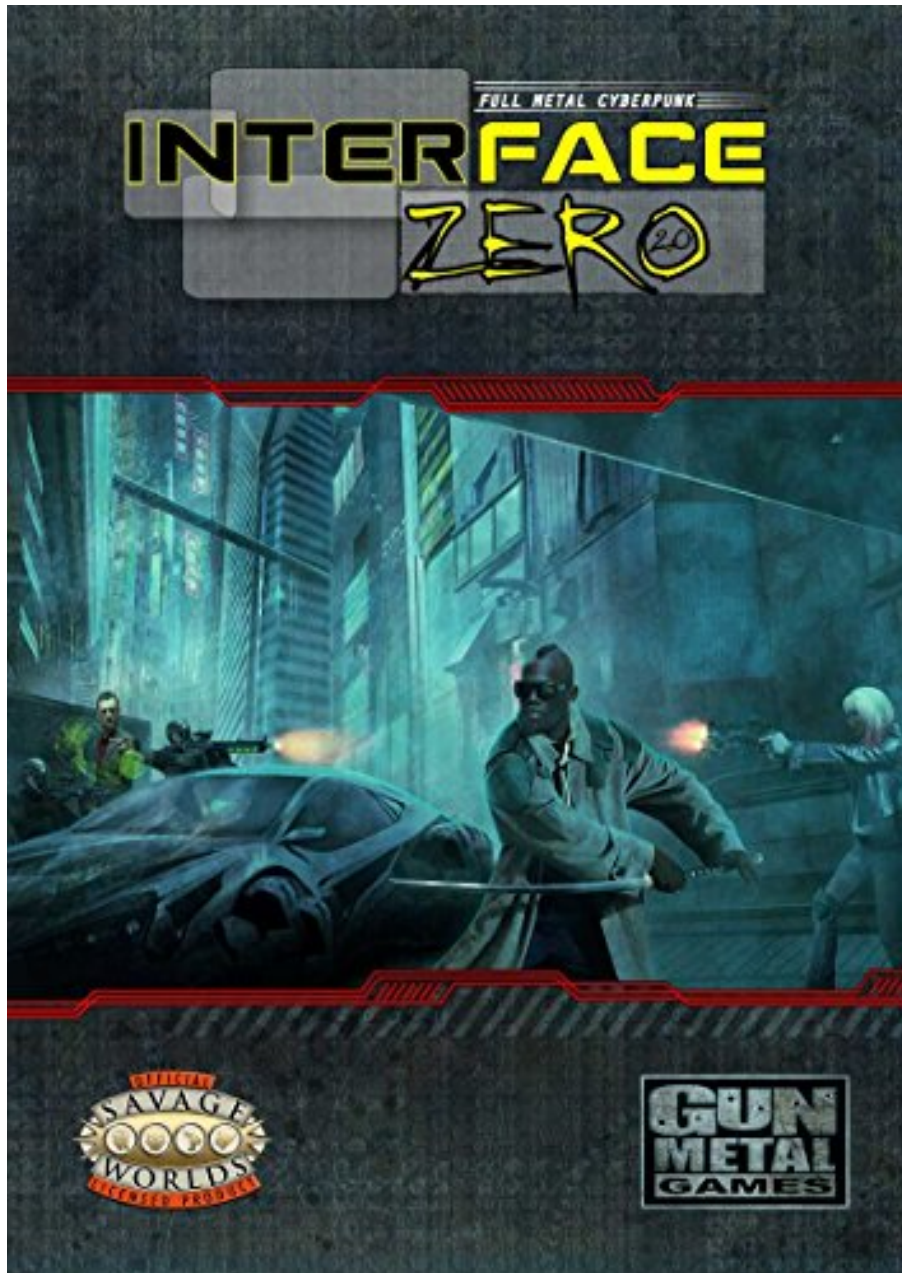 FULL METAL CYBERPUNK
INTERFACE
ZERO
2.0
OFFICIAL
SAVAGE
WORLDS
LICENSED PRODUCT
GUN
METAL
GAMES